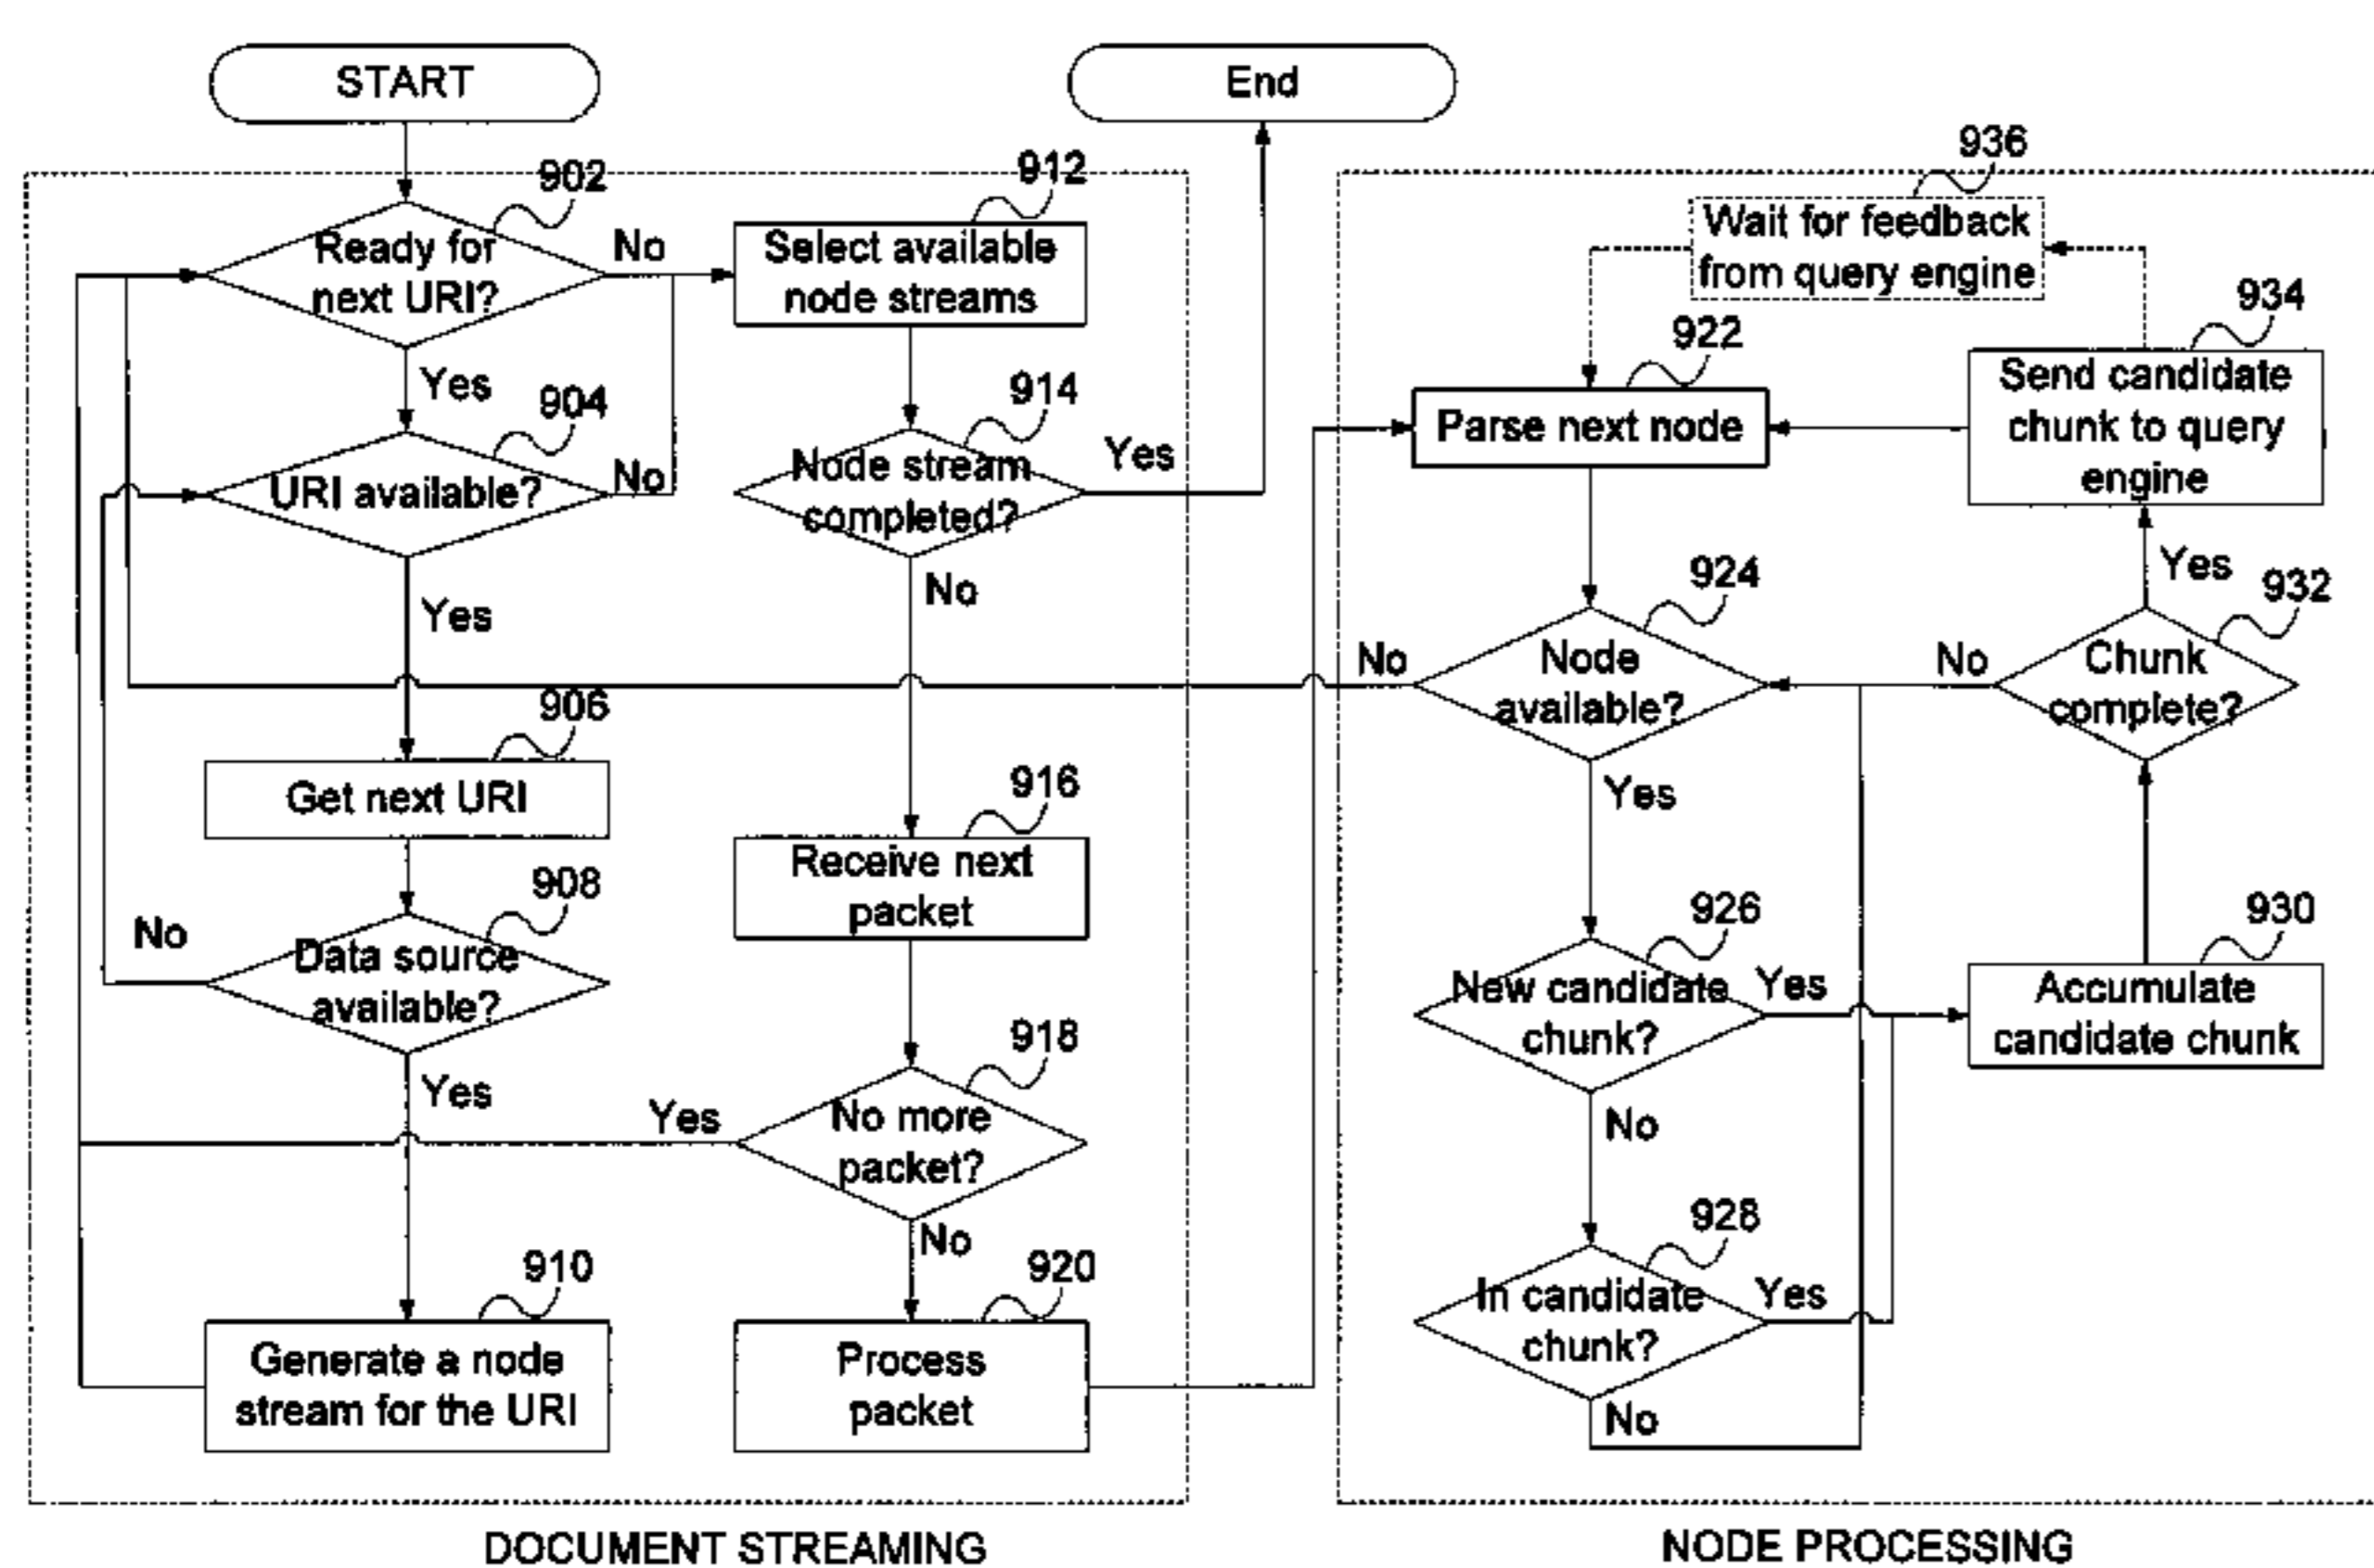 START
End
902
Ready for
next URI?
No
Yes
904
URI available?
No
Yes
906
Get next URI
908
Data source
available?
No
Yes
910
Generate a node
stream for the URI
912
Select available
node streams
914
Node stream
completed?
Yes
No
916
Receive next
packet
918
No more
packet?
Yes
No
920
Process
packet
DOCUMENT STREAMING
936
Wait for feedback
from query engine
922
Parse next node
934
Send candidate
chunk to query
engine
924
Node
available?
No
Yes
932
Chunk
complete?
No
Yes
926
New candidate
chunk?
Yes
No
930
Accumulate
candidate chunk
928
In candidate
chunk?
Yes
No
NODE PROCESSING